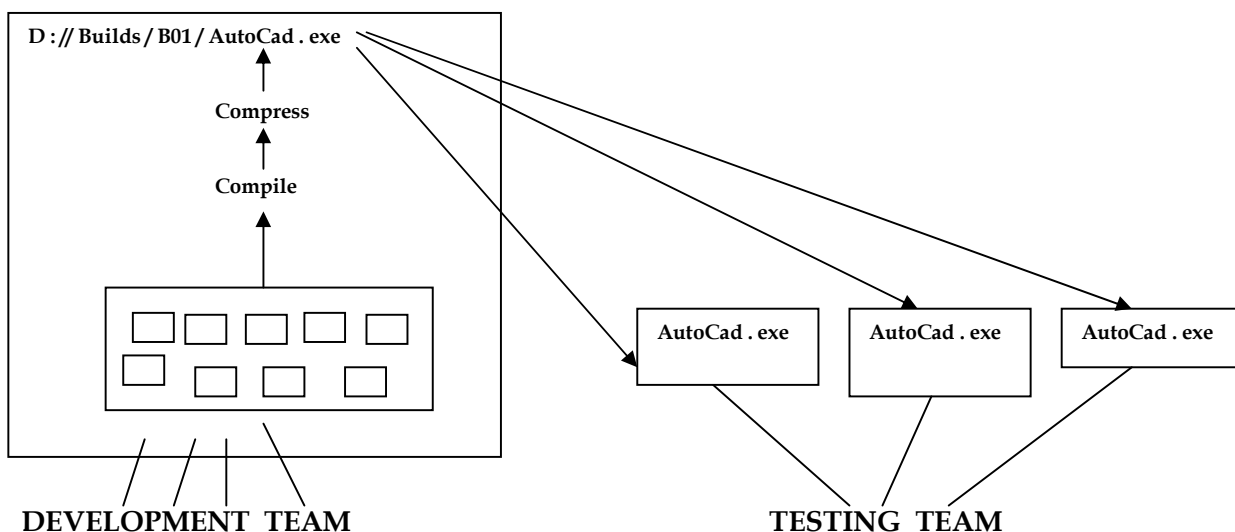 D : // Builds / B01 / AutoCad . exe
Compress
Compile
AutoCad . exe
AutoCad . exe
AutoCad . exe
DEVELOPMENT TEAM
TESTING TEAM